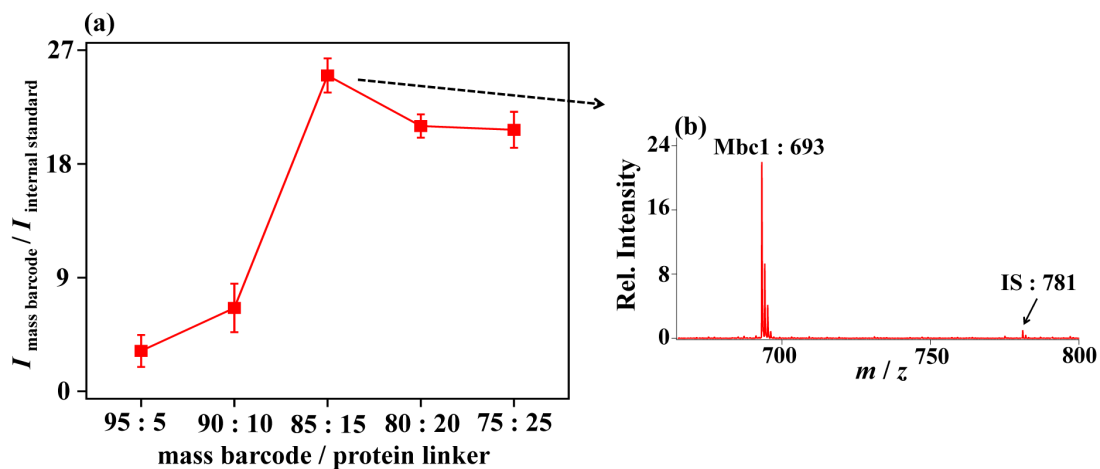 (a)
27
18
9
0
I mass barcode / I internal standard
95 : 5 90 : 10 85 : 15 80 : 20 75 : 25
mass barcode / protein linker
(b)
24
16
8
0
Rel. Intensity
Mbc1 : 693
IS : 781
700 750 800
m / z